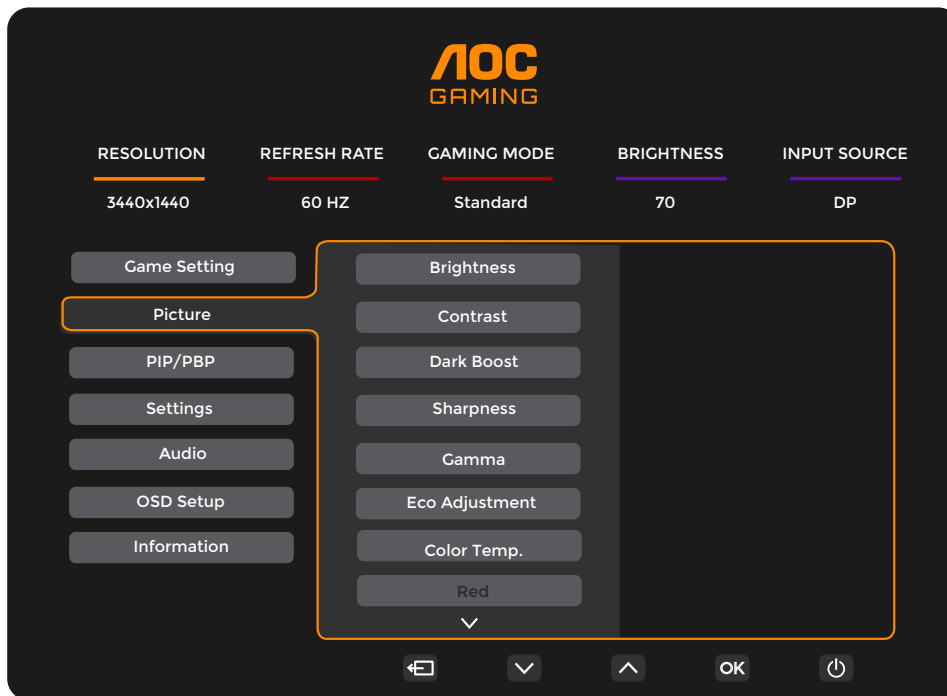 AOC
GAMING
RESOLUTION REFRESH RATE GAMING MODE BRIGHTNESS INPUT SOURCE
3440x1440 60 HZ Standard 70 DP
Game Setting
Picture
PIP/PBP
Settings
Audio
OSD Setup
Information
Brightness
Contrast
Dark Boost
Sharpness
Gamma
Eco Adjustment
Color Temp.
Red
OK